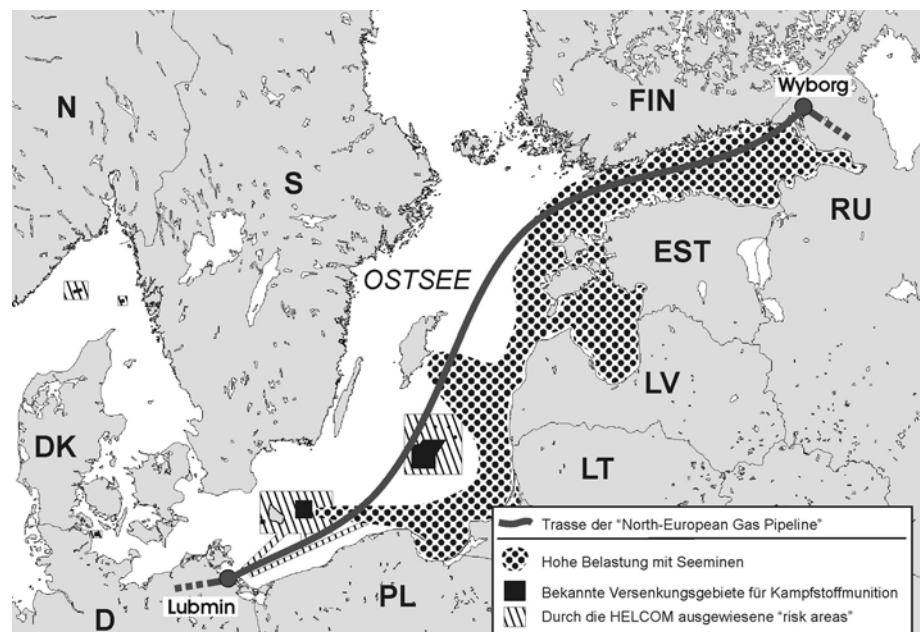 Wyborg
FIN
N
S
RU
EST
OSTSEE
LV
DK
LT
Trasse der "North-European Gas Pipeline"
Hohe Belastung mit Seeminen
Bekannte Versenkungsgebiete für Kampfstoffmunition
Durch die HELCOM ausgewiesene "risk areas"
Lubmin
PL
D